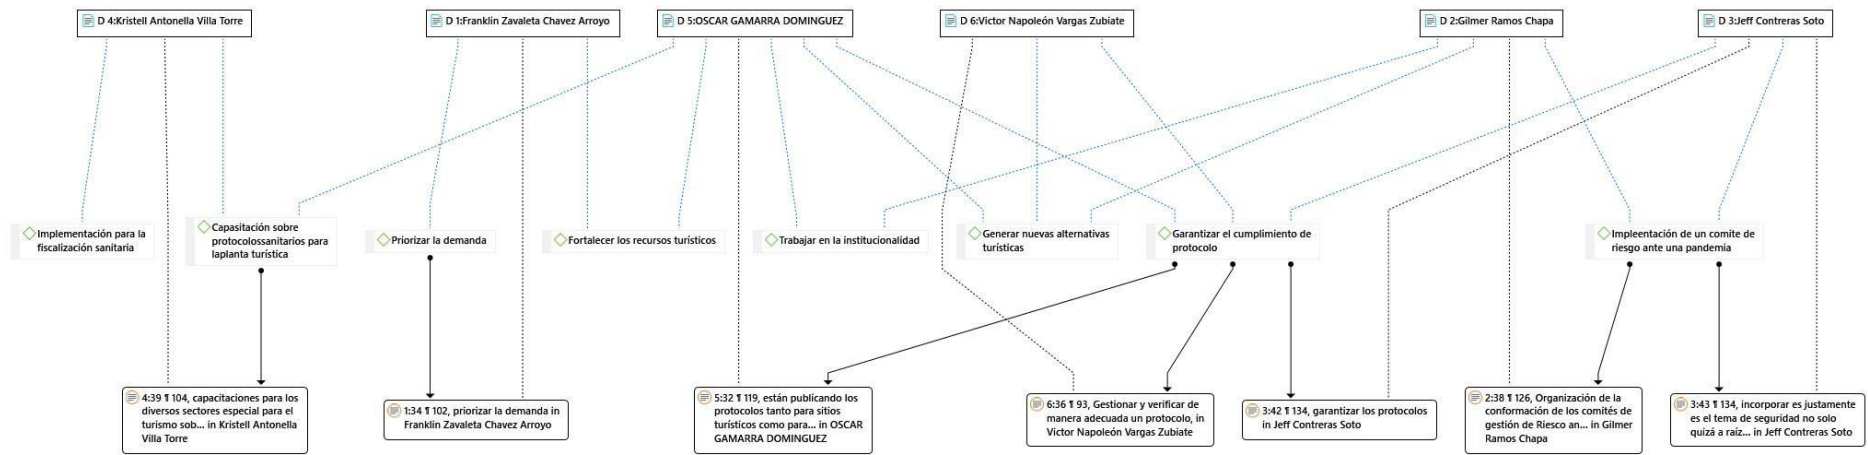 D 4:Kristell Antonella Villa Torre
D 1:Franklin Zavaleta Chavez Arroyo
D 5:OSCAR GAMARRA DOMINGUEZ
D 6:Victor Napoleón Vargas Zubiate
D 2:Gilmer Ramos Chapa
D 3:Jeff Contreras Soto
Implementación para la
fiscalización sanitaria
Capasitación sobre
protocolossanitarios para
laplanta turística
Priorizar la demanda
Fortalecer los recursos turísticos
Trabajar en la institucionalidad
Generar nuevas alternativas
turísticas
Garantizar el cumplimiento de
protocolo
Impleentación de un comite de
riesgo ante una pandemia
4:39 ¶ 104, capacitaciones para los
diversos sectores especial para el
turismo sob... in Kristell Antonella
Villa Torre
1:34 ¶ 102, priorizar la demanda in
Franklin Zavaleta Chavez Arroyo
5:32 ¶ 119, están publicando los
protocolos tanto para sitios
turísticos como para... in OSCAR
GAMARRA DOMINGUEZ
6:36 ¶ 93, Gestionar y verificar de
manera adecuada un protocolo, in
Victor Napoleón Vargas Zubiate
3:42 ¶ 134, garantizar los protocolos
in Jeff Contreras Soto
2:38 ¶ 126, Organización de la
conformación de los comités de
gestión de Riesco an... in Gilmer
Ramos Chapa
3:43 ¶ 134, incorporar es justamente
es el tema de seguridad no solo
quizá a raíz... in Jeff Contreras Soto